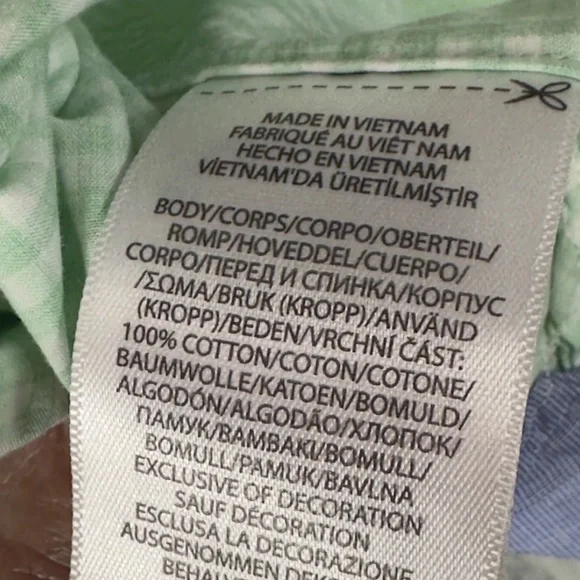 MADE IN VIETNAM
FABRIQUÉ AU VIÊT NAM
HECHO EN VIETNAM
VİETNAM'DA ÜRETİLMİŞTİR
BODY/CORPS/CORPO/OBERTEIL/
ROMP/HOVEDDEL/CUERPO/
CORPO/ПЕРЕД И СПИНКА/КОРПУС
/ΣΩΜΑ/BRUK (KROPP)/ANVÄND
(KROPP)/BEDEN/VRCHNÍ ČÁST:
100% COTTON/COTON/COTONE/
BAUMWOLLE/KATOEN/BOMULD/
ALGODÓN/ALGODÃO/ХЛОПОК/
ПАМУК/ΒΑΜΒΑΚΙ/BOMULL/
BOMULL/PAMUK/BAVLNA
EXCLUSIVE OF DECORATION
SAUF DÉCORATION
ESCLUSA LA DECORAZIONE
AUSGENOMMEN